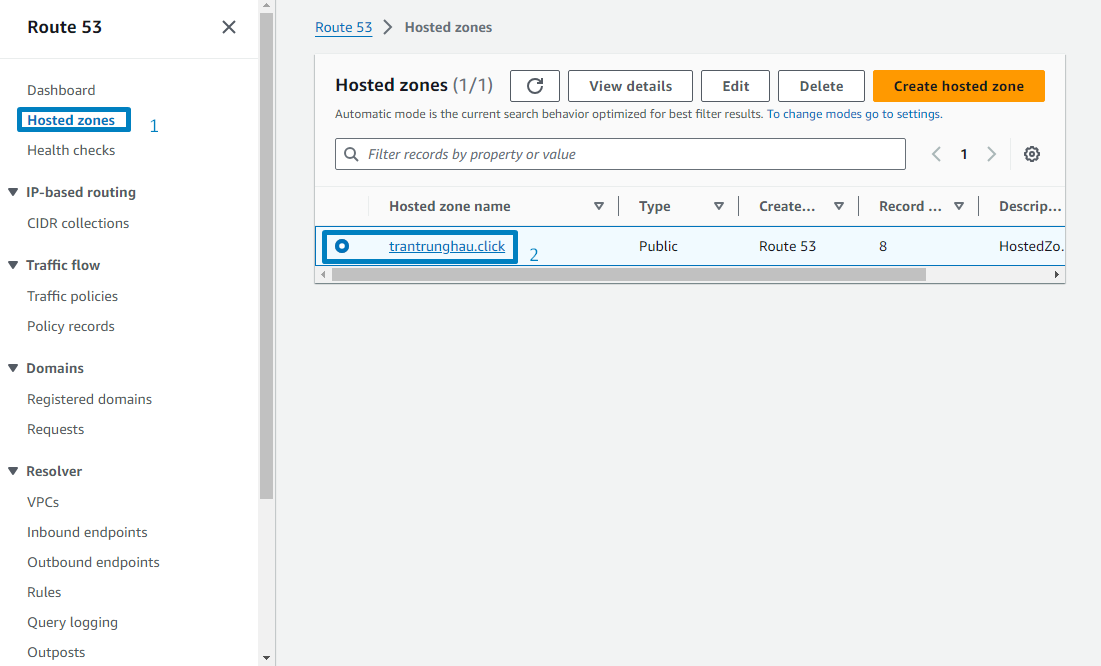 Route 53
Dashboard
Hosted zones
1
Health checks
IP-based routing
CIDR collections
Traffic flow
Traffic policies
Policy records
Domains
Registered domains
Requests
Resolver
VPCs
Inbound endpoints
Outbound endpoints
Rules
Query logging
Outposts
Route 53 > Hosted zones
Hosted zones (1/1)
View details
Edit
Delete
Create hosted zone
Automatic mode is the current search behavior optimized for best filter results. To change modes go to settings.
Filter records by property or value
1
Hosted zone name Type Create... Record ... Descrip...
trantrunghau.click 2 Public Route 53 8 HostedZo.